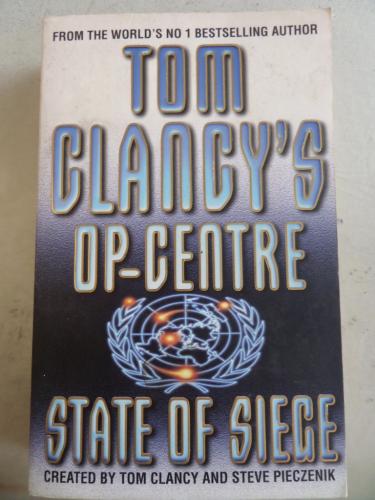 FROM THE WORLD'S NO 1 BESTSELLING AUTHOR
TOM
CLANCY'S
OP-CENTRE
STATE OF SIEGE
CREATED BY TOM CLANCY AND STEVE PIECZENIK